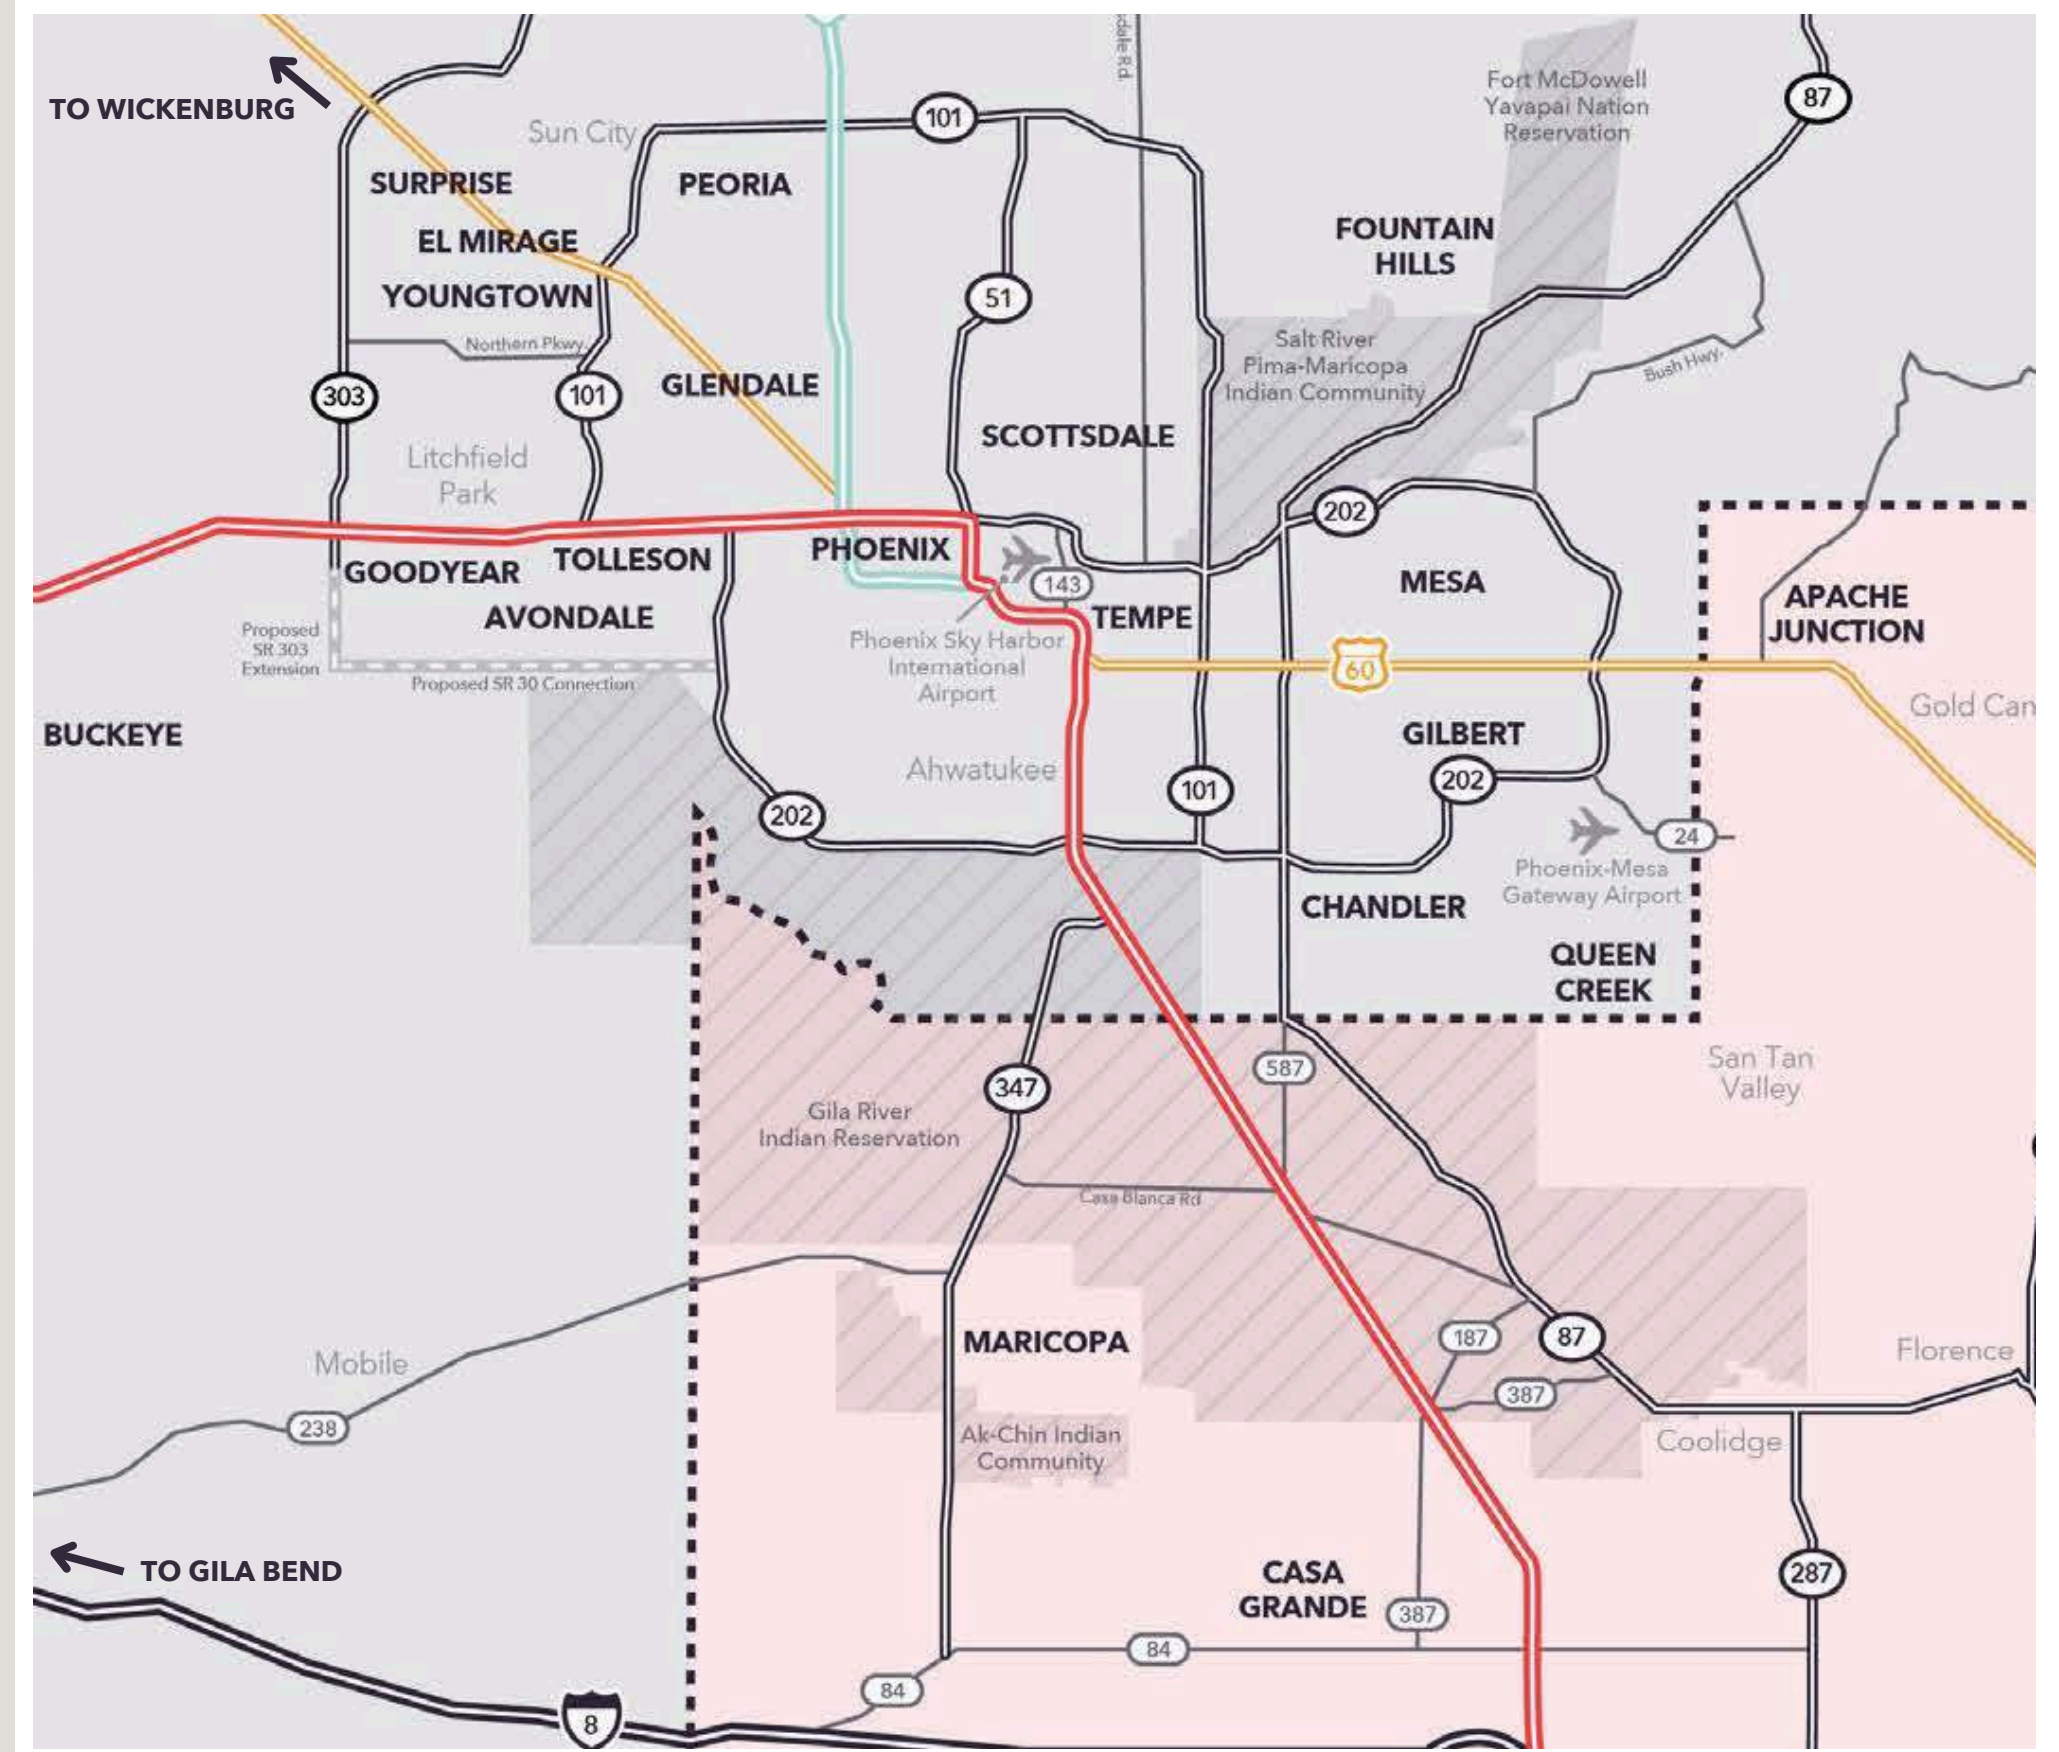 sdale Rd.
TO WICKENBURG
Sun City
101
87
Fort McDowell
Yavapai Nation
Reservation
SURPRISE
PEORIA
EL MIRAGE
FOUNTAIN
HILLS
YOUNGTOWN
51
Northern Pkwy.
Salt River
Pima-Maricopa
Indian Community
Bush Hwy.
303
101
GLENDALE
SCOTTSDALE
Litchfield
Park
202
GOODYEAR
TOLLESON
PHOENIX
143
MESA
APACHE
JUNCTION
AVONDALE
TEMPE
Proposed
SR 303
Extension
Proposed SR 30 Connection
Phoenix Sky Harbor
International
Airport
60
BUCKEYE
Gold Can
GILBERT
Ahwatukee
101
202
202
24
Phoenix-Mesa
Gateway Airport
CHANDLER
QUEEN
CREEK
587
San Tan
Valley
347
Gila River
Indian Reservation
Casa Blanca Rd
MARICOPA
187
87
Mobile
Florence
387
238
Ak-Chin Indian
Community
Coolidge
TO GILA BEND
CASA
GRANDE
387
287
84
84
8